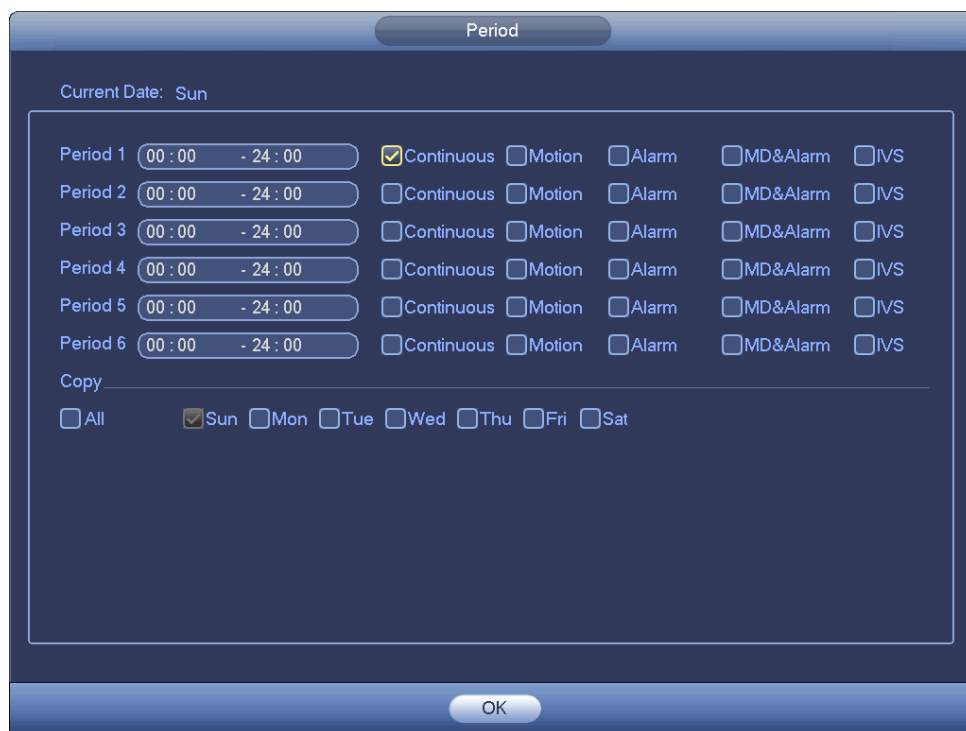 Period
Current Date: Sun
Period 1 00 : 00 - 24 : 00 Continuous Motion Alarm MD&Alarm IVS
Period 2 00 : 00 - 24 : 00 Continuous Motion Alarm MD&Alarm IVS
Period 3 00 : 00 - 24 : 00 Continuous Motion Alarm MD&Alarm IVS
Period 4 00 : 00 - 24 : 00 Continuous Motion Alarm MD&Alarm IVS
Period 5 00 : 00 - 24 : 00 Continuous Motion Alarm MD&Alarm IVS
Period 6 00 : 00 - 24 : 00 Continuous Motion Alarm MD&Alarm IVS
Copy
All Sun Mon Tue Wed Thu Fri Sat
OK